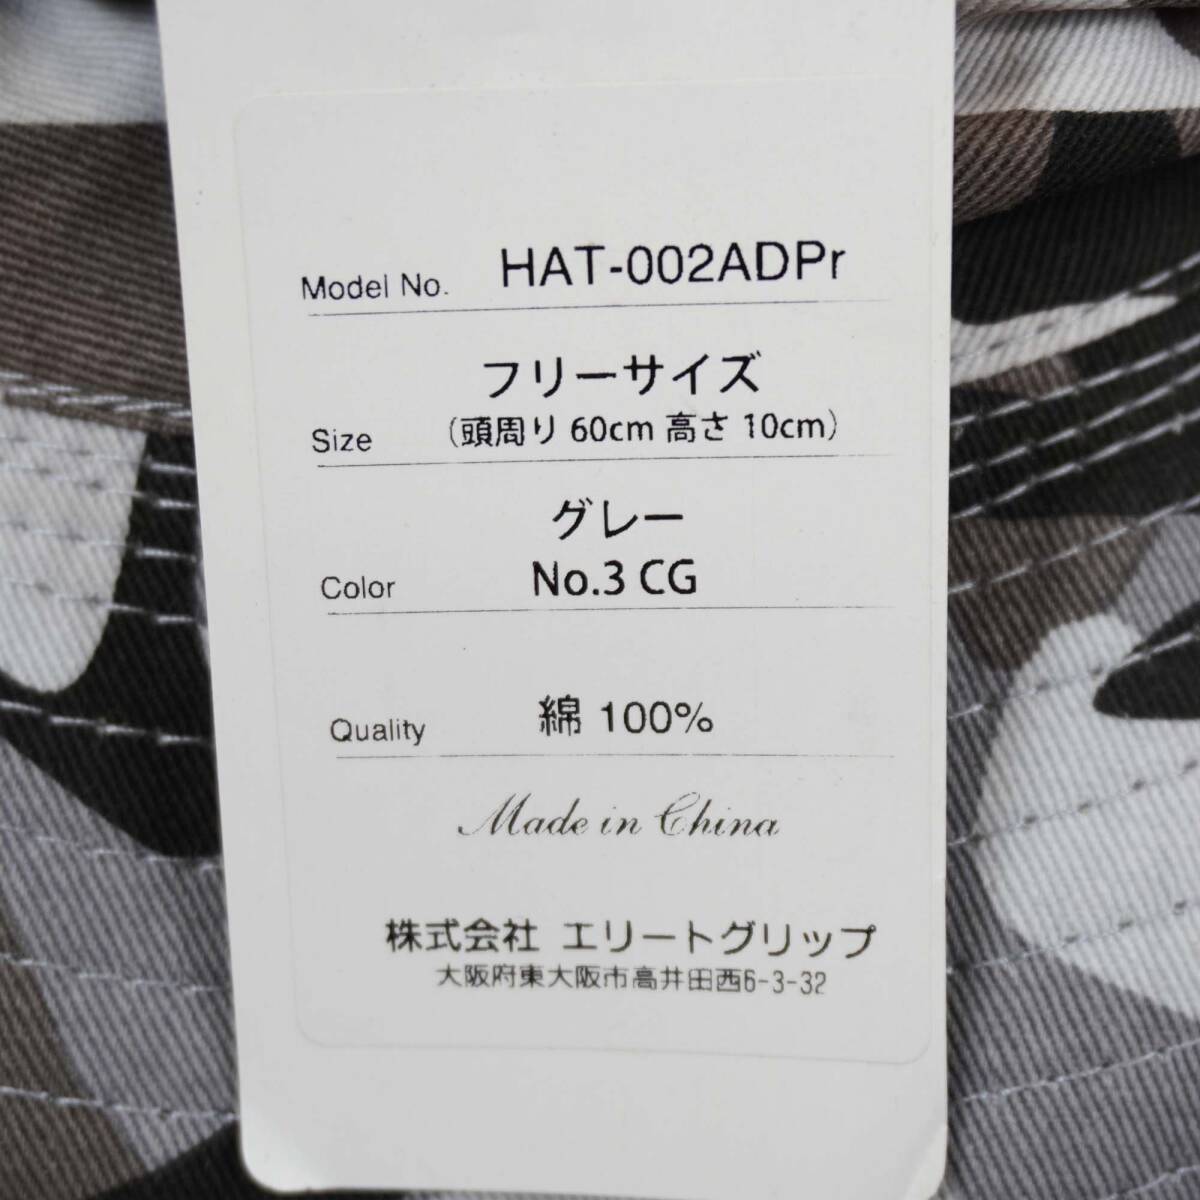 Model No. HAT-002ADPr
フリーサイズ
Size (頭周り 60cm 高さ 10cm)
グレー
Color No.3 CG
Quality 綿 100%
Made in China
株式会社 エリートグリップ
大阪府東大阪市高井田西6-3-32